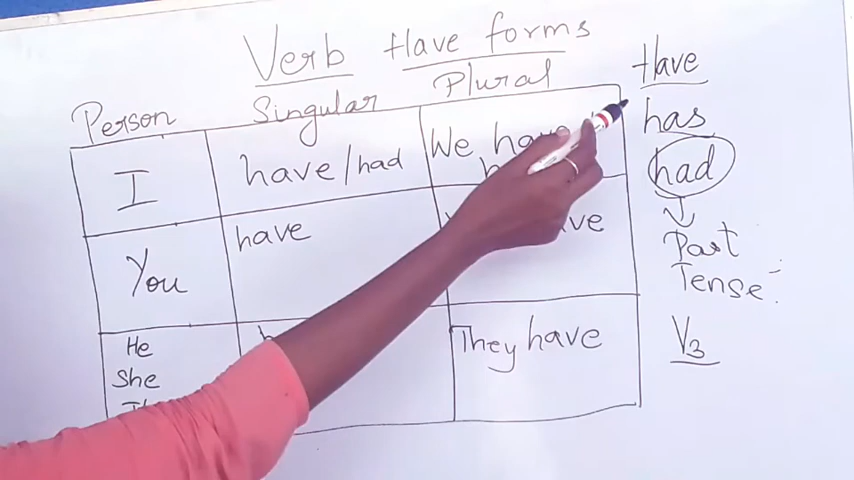 Verb Have forms
Person Singular Plural
I have/had We have
You have
He
She
They have
Have
has
had
Past
Tense
V3